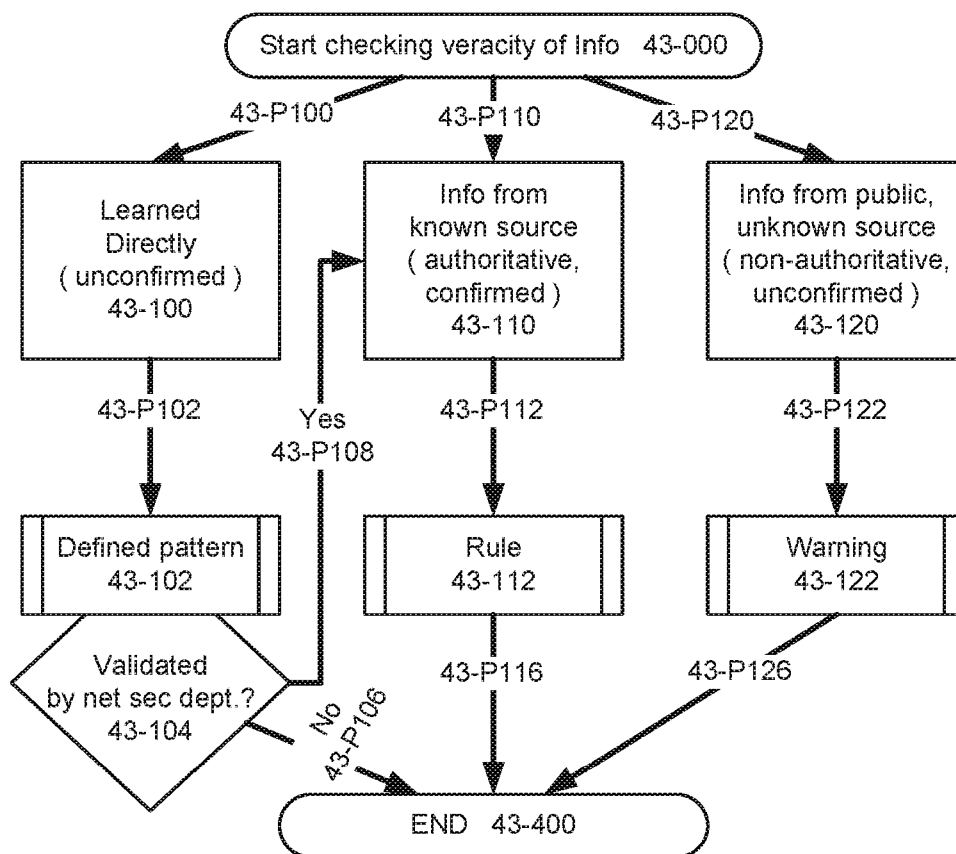 Start checking veracity of Info 43-000
43-P100
43-P110
43-P120
Learned
Directly
( unconfirmed )
43-100
Info from
known source
( authoritative,
confirmed )
43-110
Info from public,
unknown source
( non-authoritative,
unconfirmed )
43-120
43-P102
Yes
43-P108
43-P112
43-P122
Defined pattern
43-102
Rule
43-112
Warning
43-122
Validated
by net sec dept.?
43-104
No
43-P106
43-P116
43-P126
END 43-400